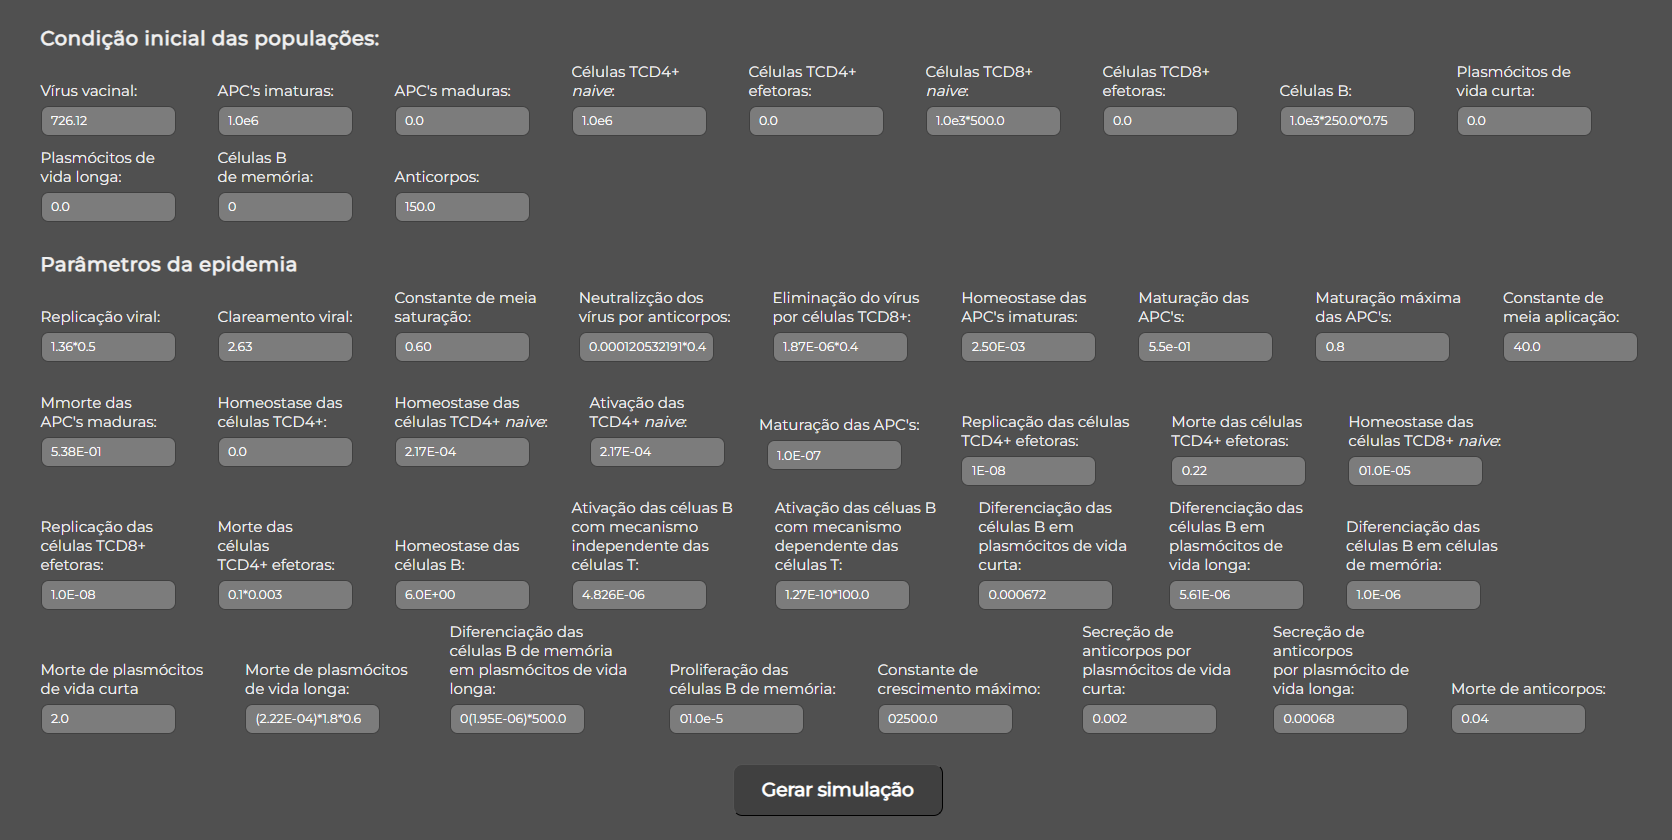 Condição inicial das populações:
Vírus vacinal:
726.12
APC's imaturas:
1.0e6
APC's maduras:
0.0
Células TCD4+
naive:
1.0e6
Células TCD4+
efetoras:
0.0
Células TCD8+
naive:
1.0e3*500.0
Células TCD8+
efetoras:
0.0
Células B:
1.0e3*250.0*0.75
Plasmócitos de
vida curta:
0.0
Plasmócitos de
vida longa:
0.0
Células B
de memória:
0
Anticorpos:
150.0
Parâmetros da epidemia
Replicação viral:
1.36*0.5
Clareamento viral:
2.63
Constante de meia
saturação:
0.60
Neutralizção dos
vírus por anticorpos:
0.000120532191*0.4
Eliminação do vírus
por células TCD8+:
1.87E-06*0.4
Homeostase das
APC's imaturas:
2.50E-03
Maturação das
APC's:
5.5e-01
Maturação máxima
das APC's:
0.8
Constante de
meia aplicação:
40.0
Mmorte das
APC's maduras:
5.38E-01
Homeostase das
células TCD4+:
0.0
Homeostase das
células TCD4+ naive:
2.17E-04
Ativação das
TCD4+ naive:
2.17E-04
Maturação das APC's:
1.0E-07
Replicação das células
TCD4+ efetoras:
1E-08
Morte das células
TCD4+ efetoras:
0.22
Homeostase das
células TCD8+ naive:
01.0E-05
Replicação das
células TCD8+
efetoras:
1.0E-08
Morte das
células
TCD4+ efetoras:
0.1*0.003
Homeostase das
células B:
6.0E+00
Ativação das céluas B
com mecanismo
independente das
células T:
4.826E-06
Ativação das céluas B
com mecanismo
dependente das
células T:
1.27E-10*100.0
Diferenciação das
células B em
plasmócitos de vida
curta:
0.000672
Diferenciação das
células B em
plasmócitos de
vida longa:
5.61E-06
Diferenciação das
células B em células
de memória:
1.0E-06
Morte de plasmócitos
de vida curta
2.0
Morte de plasmócitos
de vida longa:
(2.22E-04)*1.8*0.6
Diferenciação das
células B de memória
em plasmócitos de vida
longa:
0(1.95E-06)*500.0
Proliferação das
células B de memória:
01.0e-5
Constante de
crescimento máximo:
02500.0
Secreção de
anticorpos por
plasmócitos de vida
curta:
0.002
Secreção de
anticorpos
por plasmócito de
vida longa:
0.00068
Morte de anticorpos:
0.04
Gerar simulação